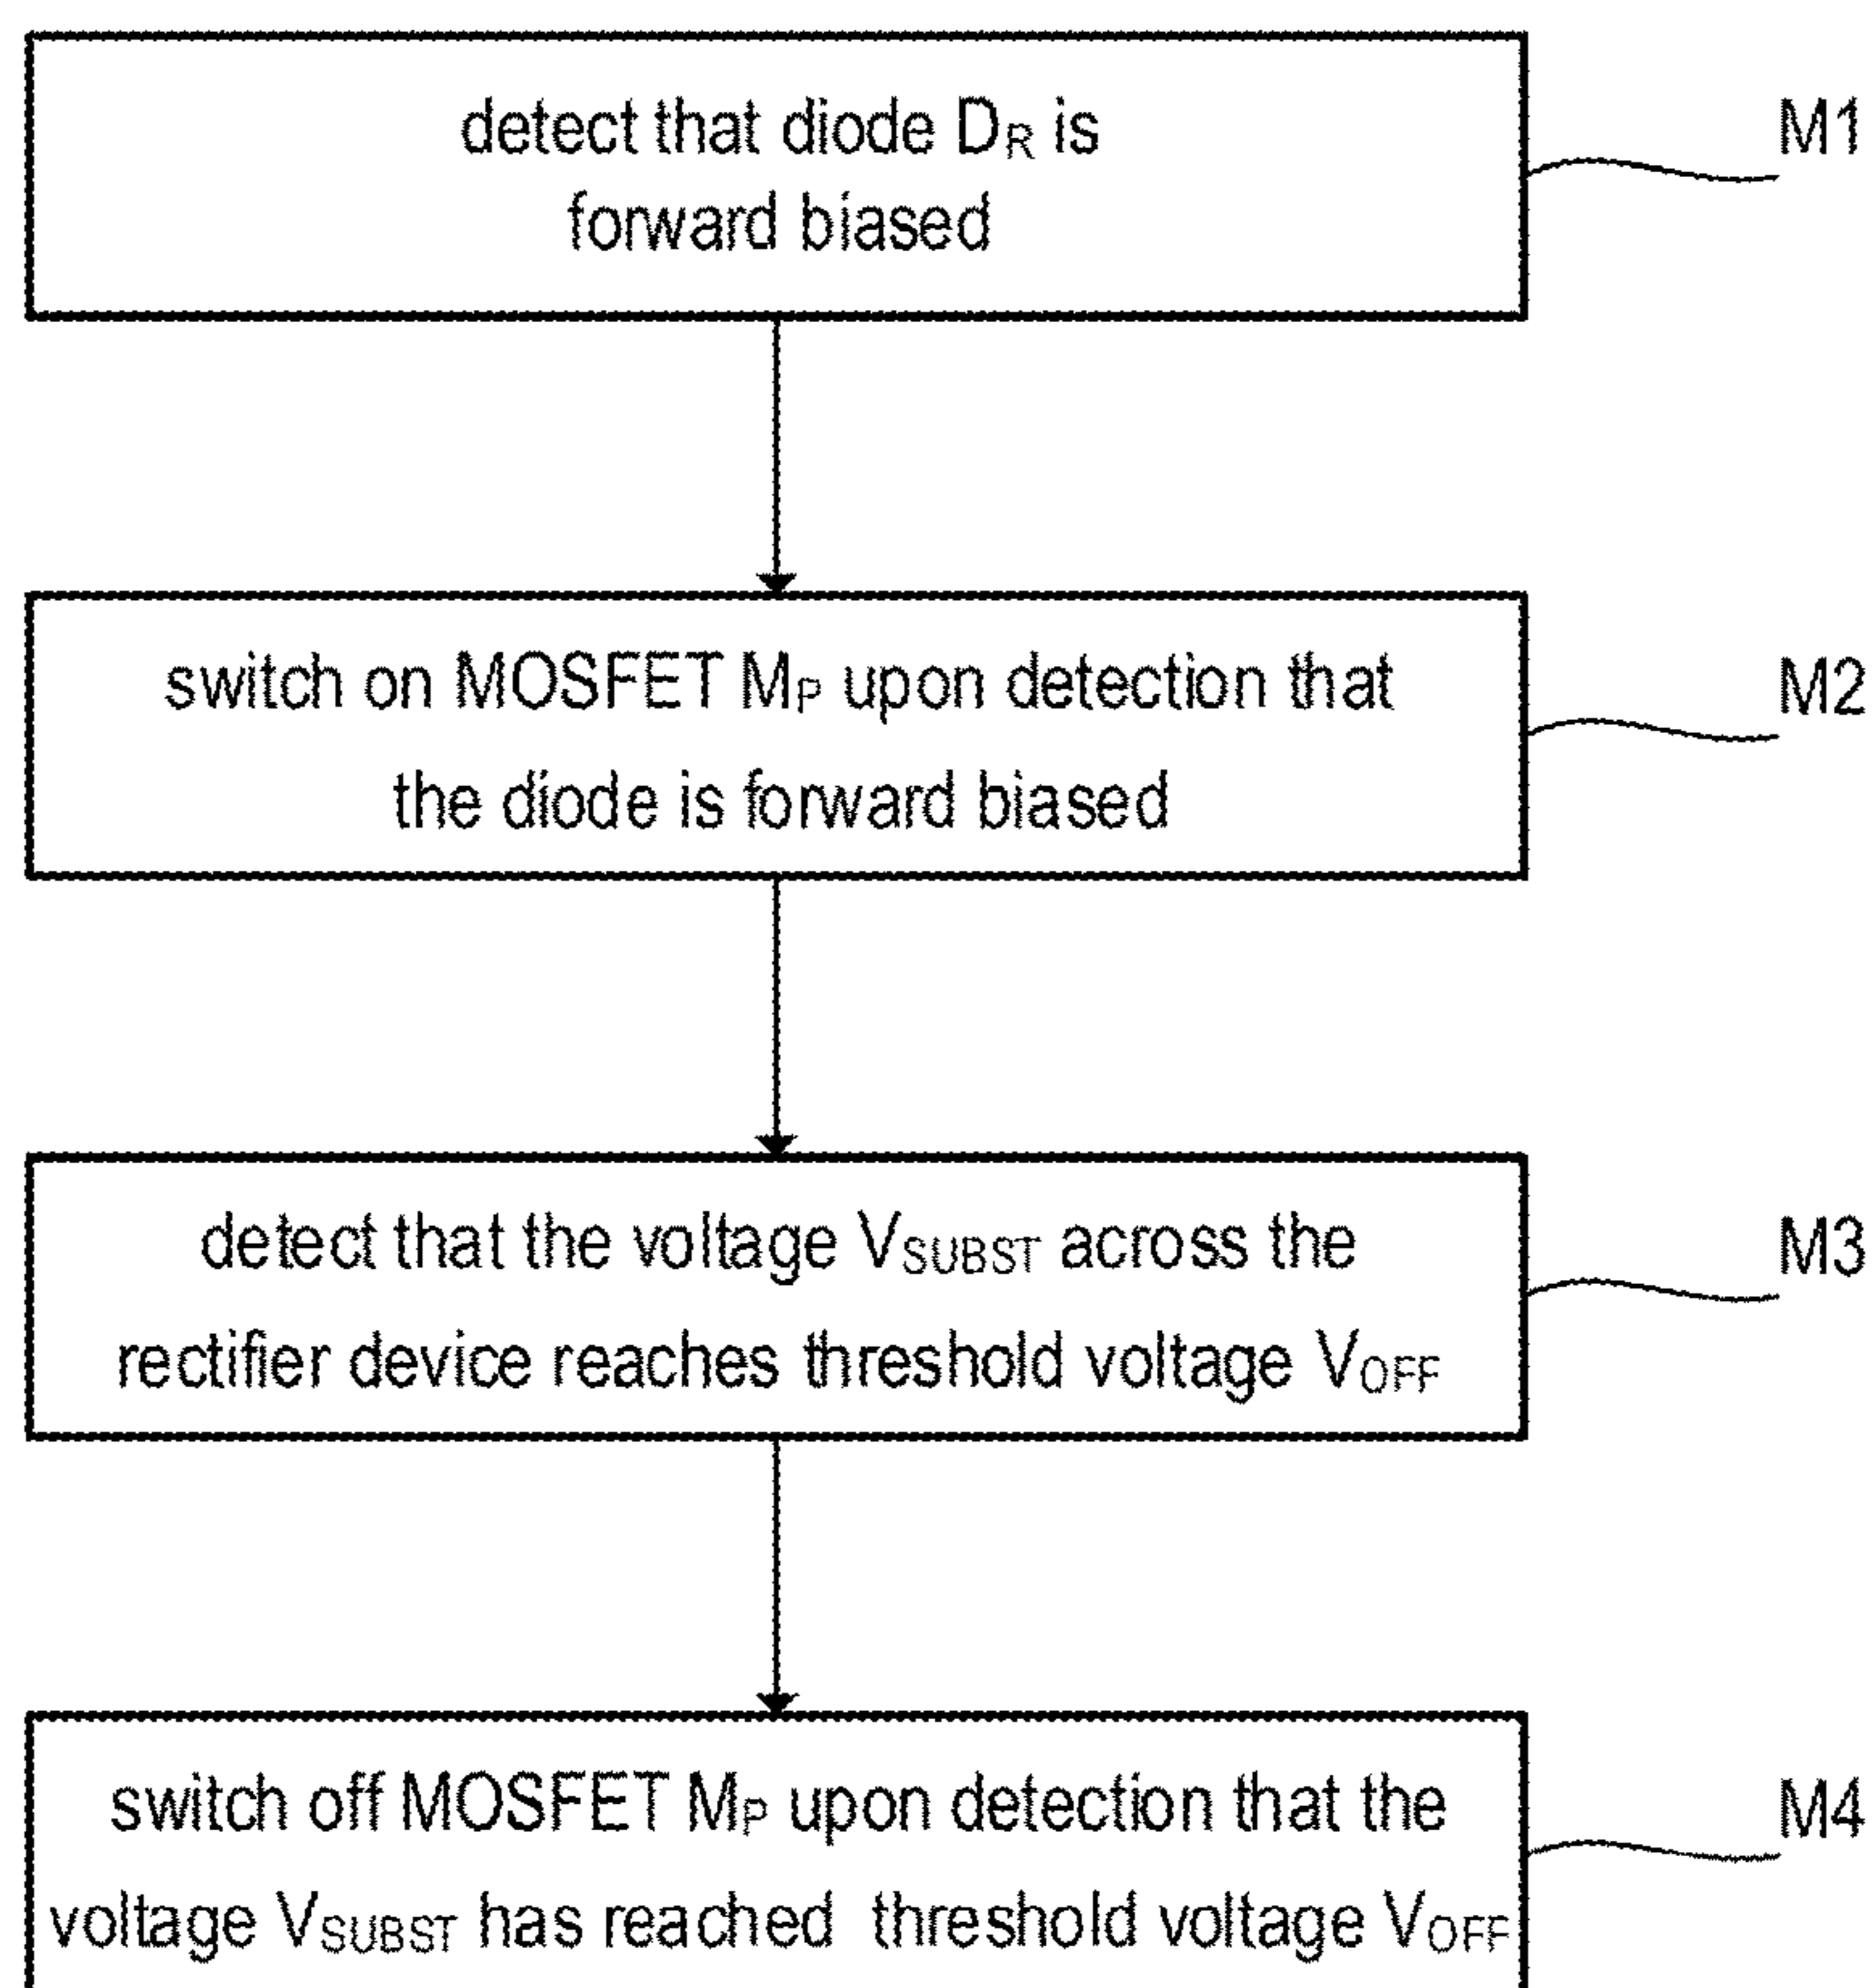 detect that diode DR is
forward biased
M1
switch on MOSFET MP upon detection that
the diode is forward biased
M2
detect that the voltage VSUBST across the
rectifier device reaches threshold voltage VOFF
M3
switch off MOSFET MP upon detection that the
voltage VSUBST has reached threshold voltage VOFF
M4